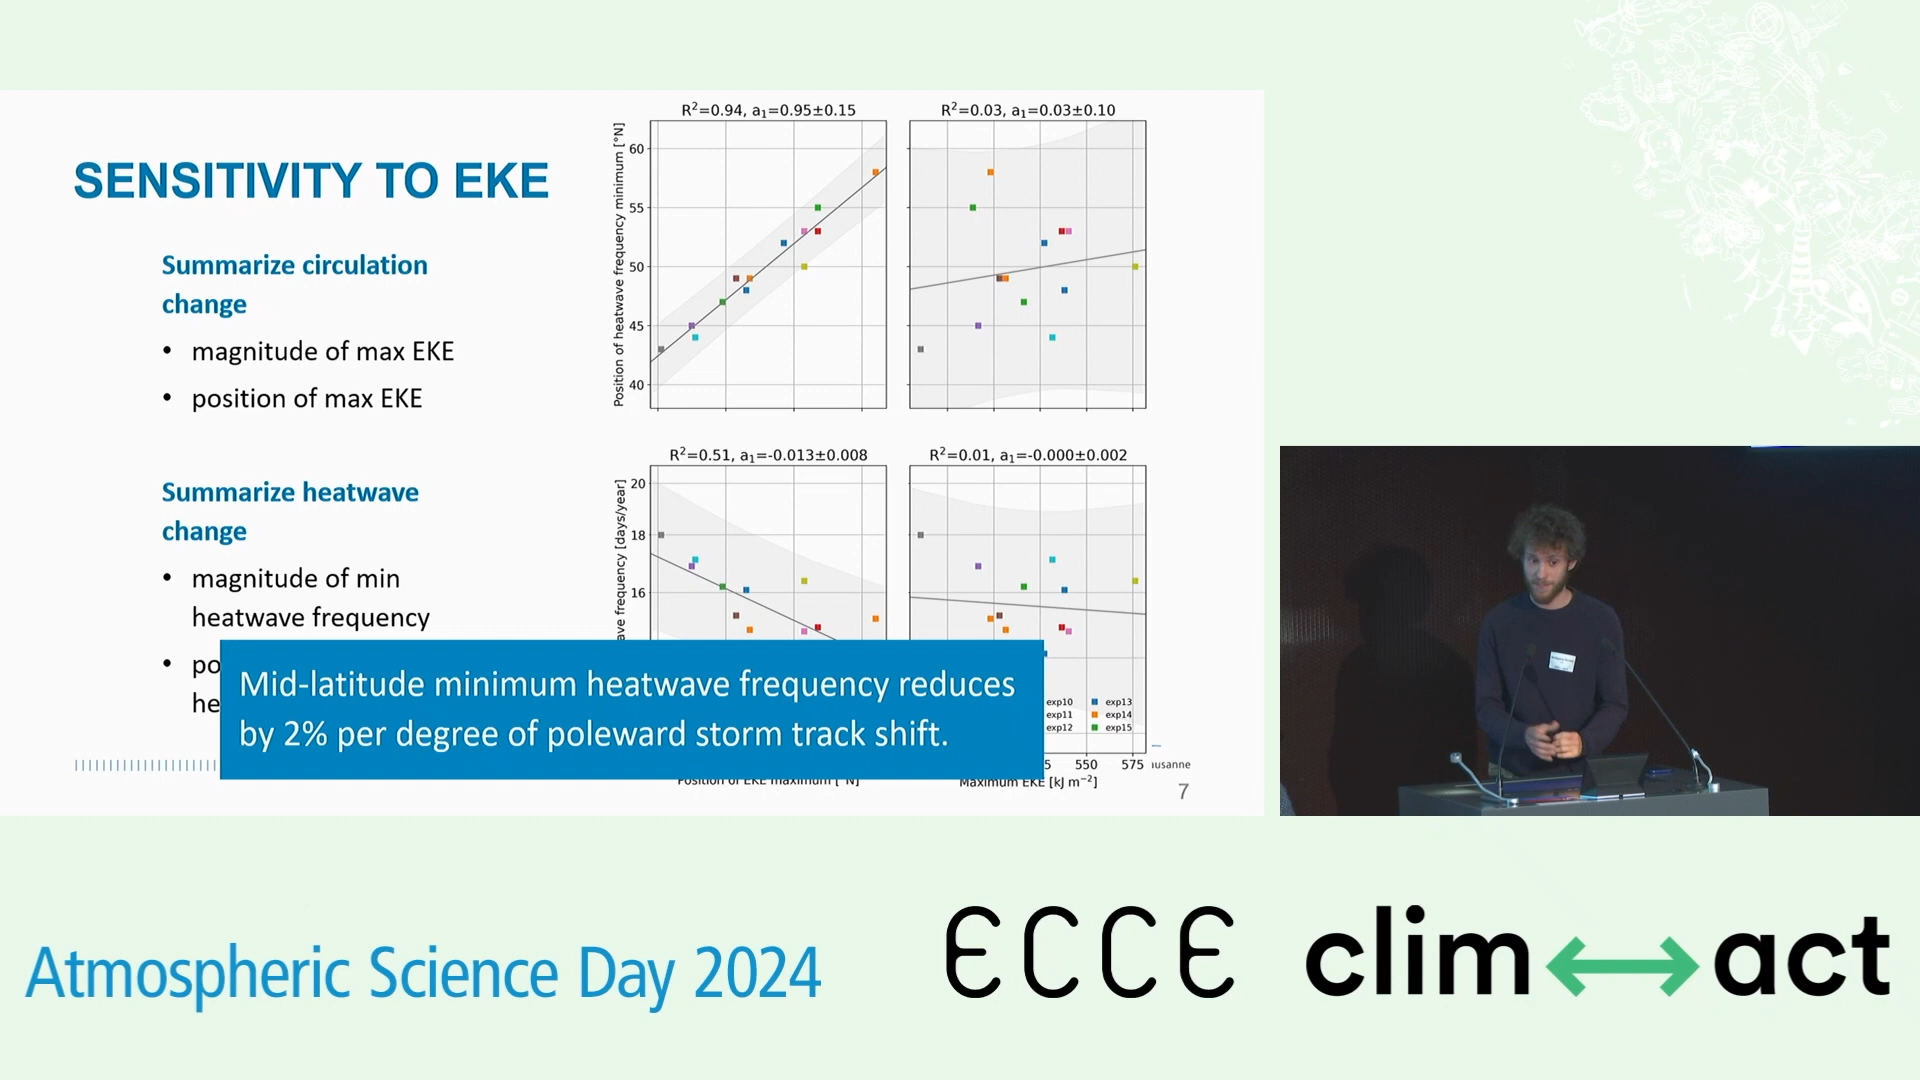 SENSITIVITY TO EKE
Summarize circulation
change
• magnitude of max EKE
• position of max EKE
Summarize heatwave
change
• magnitude of min
heatwave frequency
• po
he
R²=0.94, a₁=0.95±0.15
R²=0.03, a₁=0.03±0.10
Position of heatwave frequency minimum [°N]
60
55
50
45
40
R²=0.51, a₁=-0.013±0.008
R²=0.01, a₁=-0.000±0.002
ave frequency [days/year]
20
18
16
Mid-latitude minimum heatwave frequency reduces
by 2% per degree of poleward storm track shift.
exp10 exp13
exp11 exp14
exp12 exp15
5 550 575 usanne
Position of EKE maximum [°N]
Maximum EKE [kJ m⁻²]
7
Atmospheric Science Day 2024
ECCE
clim act